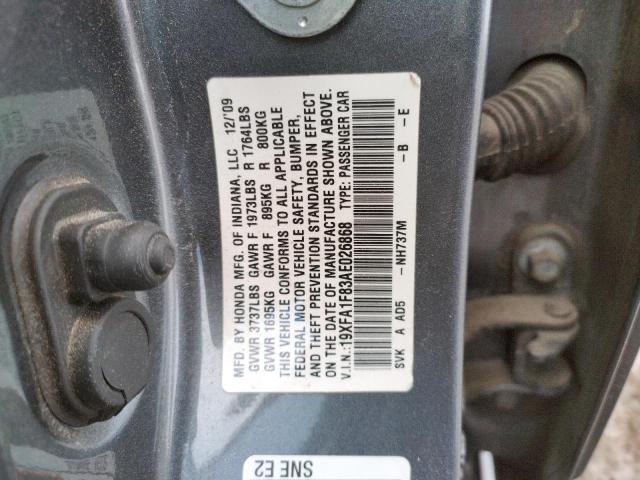 MFD. BY HONDA MFG. OF INDIANA, LLC 12/'09
GVWR 3737LBS GAWR F 1973LBS R 1764LBS
GVWR 1695KG GAWR F 895KG R 800KG
THIS VEHICLE CONFORMS TO ALL APPLICABLE
FEDERAL MOTOR VEHICLE SAFETY, BUMPER,
AND THEFT PREVENTION STANDARDS IN EFFECT
ON THE DATE OF MANUFACTURE SHOWN ABOVE.
V.I.N.:19XFA1F83AE026868 TYPE: PASSENGER CAR
SVK A AD5 -NH737M -B -E
SNE E2